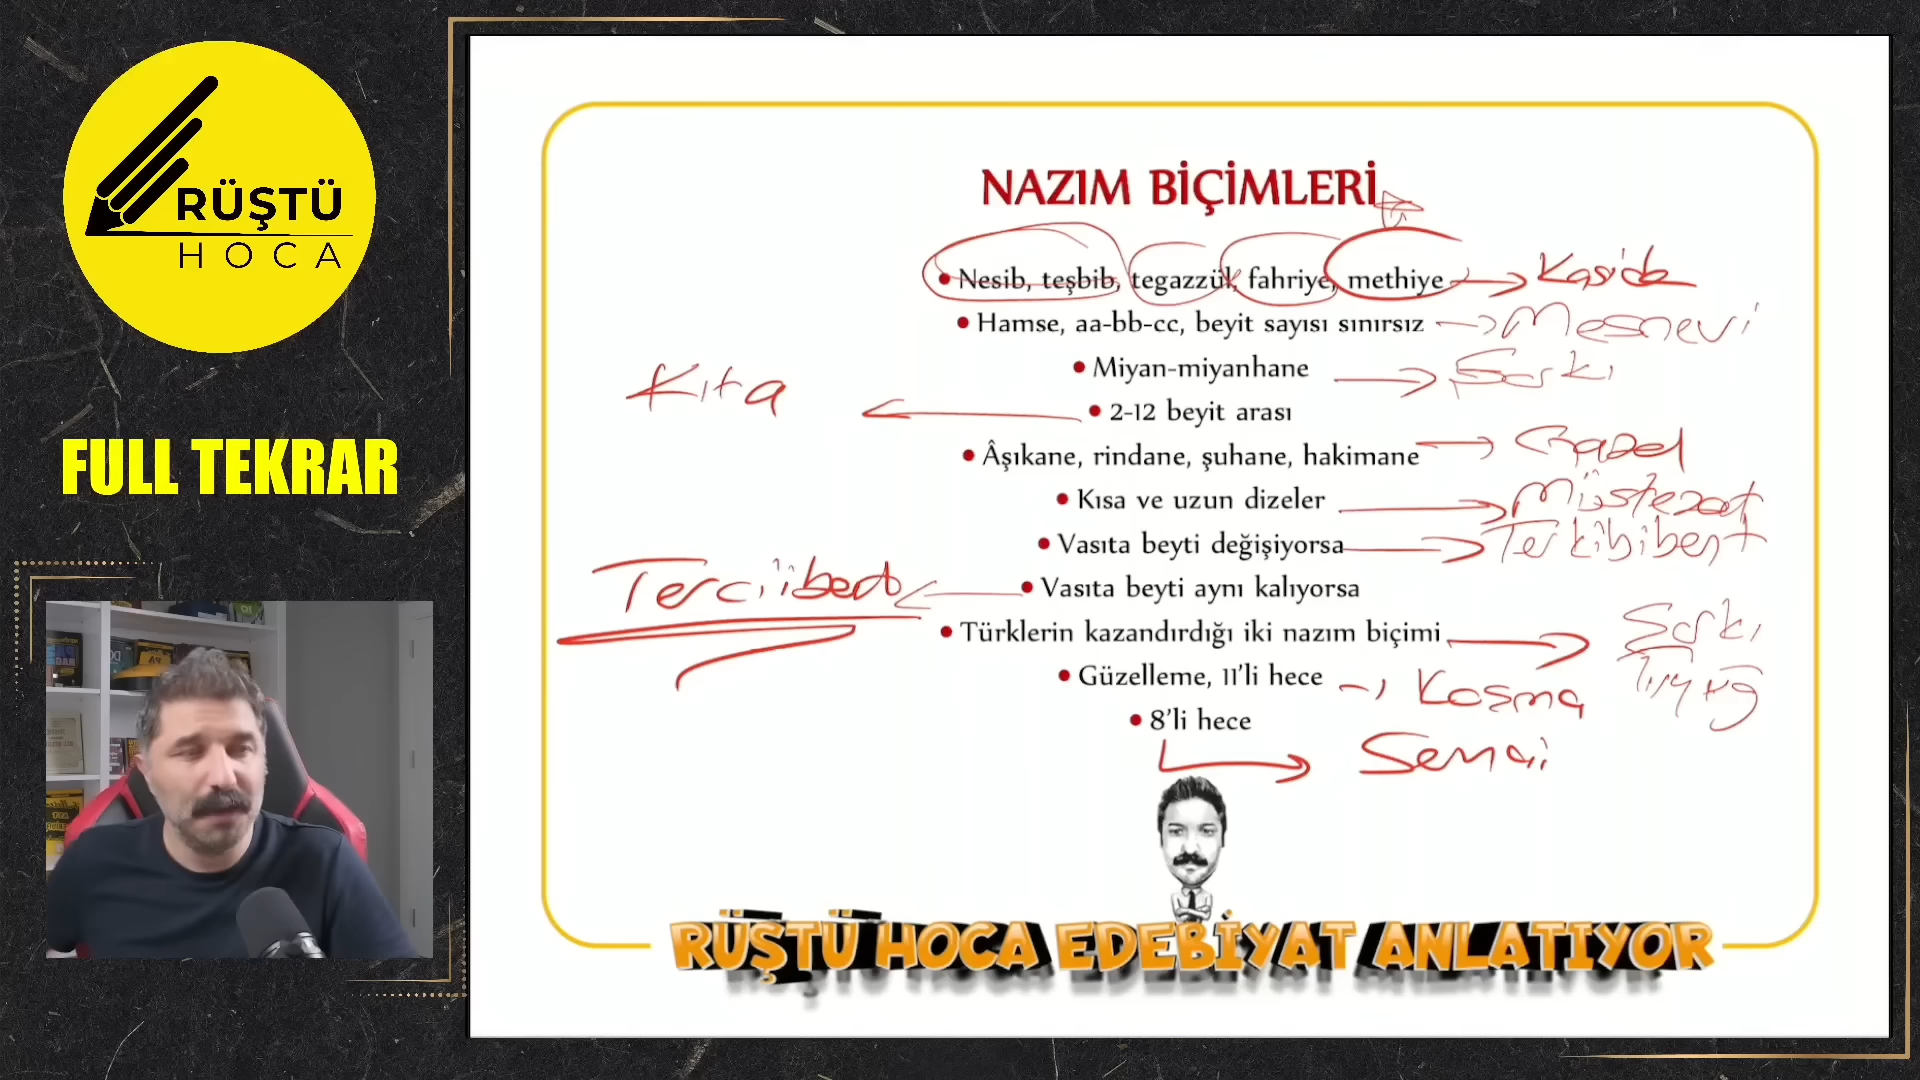 RÜŞTÜ
HOCA
FULL TEKRAR
NAZIM BİÇİMLERİ
• Nesib, teşbib, tegazzül, fahriye, methiye → Kaside
• Hamse, aa-bb-cc, beyit sayısı sınırsız → Mesnevi
• Miyan-miyanhane → Şarkı
Kıta ← • 2-12 beyit arası
• Âşıkane, rindane, şuhane, hakimane → Gazel
• Kısa ve uzun dizeler → Müstezat
• Vasıta beyti değişiyorsa → Terkibibent
Terciibent ← • Vasıta beyti aynı kalıyorsa
• Türklerin kazandırdığı iki nazım biçimi → Şarkı
Tuyuğ
• Güzelleme, 11'li hece → Koşma
• 8'li hece
→ Semai
RÜŞTÜ HOCA EDEBİYAT ANLATIYOR